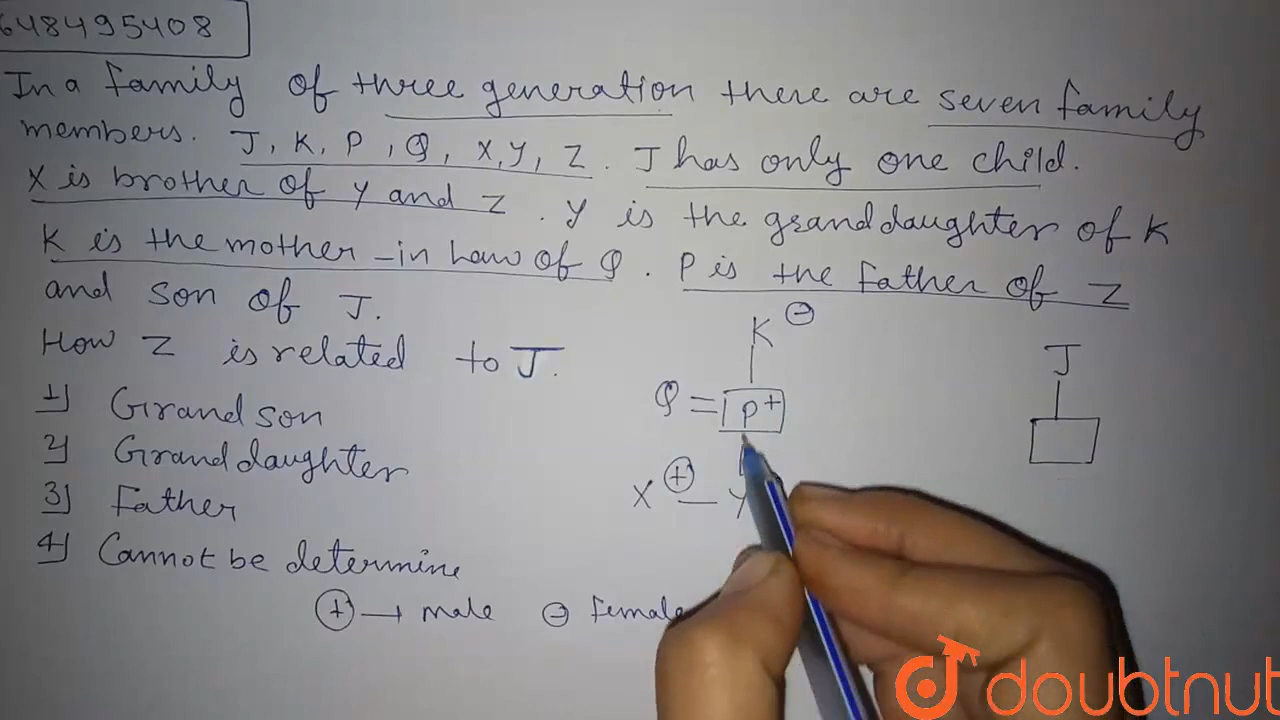 648495408
In a family of three generation there are seven family
members. J, K, P, Q, X, Y, Z. J has only one child.
X is brother of Y and Z. Y is the granddaughter of K
K is the mother-in law of Q. P is the father of Z
and son of J.
How Z is related to J.
1) Grandson
2) Granddaughter
3) Father
4) Cannot be determine
⊕ → male ⊖ female
K ⊖
Q = P+
X ⊕ — Y
J
doubtnut